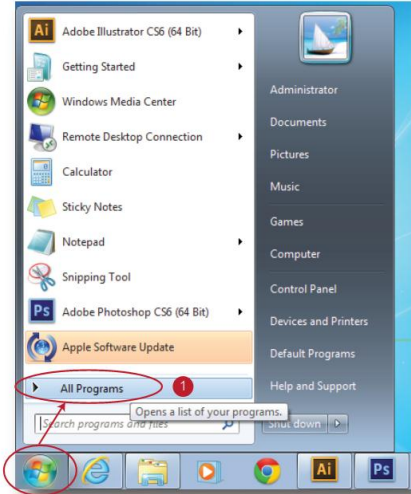 Ai Adobe Illustrator CS6 (64 Bit)
Getting Started
Windows Media Center
Remote Desktop Connection
Calculator
Sticky Notes
Notepad
Snipping Tool
Ps Adobe Photoshop CS6 (64 Bit)
Apple Software Update
All Programs 1
Opens a list of your programs.
Search programs and files
Administrator
Documents
Pictures
Music
Games
Computer
Control Panel
Devices and Printers
Default Programs
Help and Support
Shut down
Ai Ps